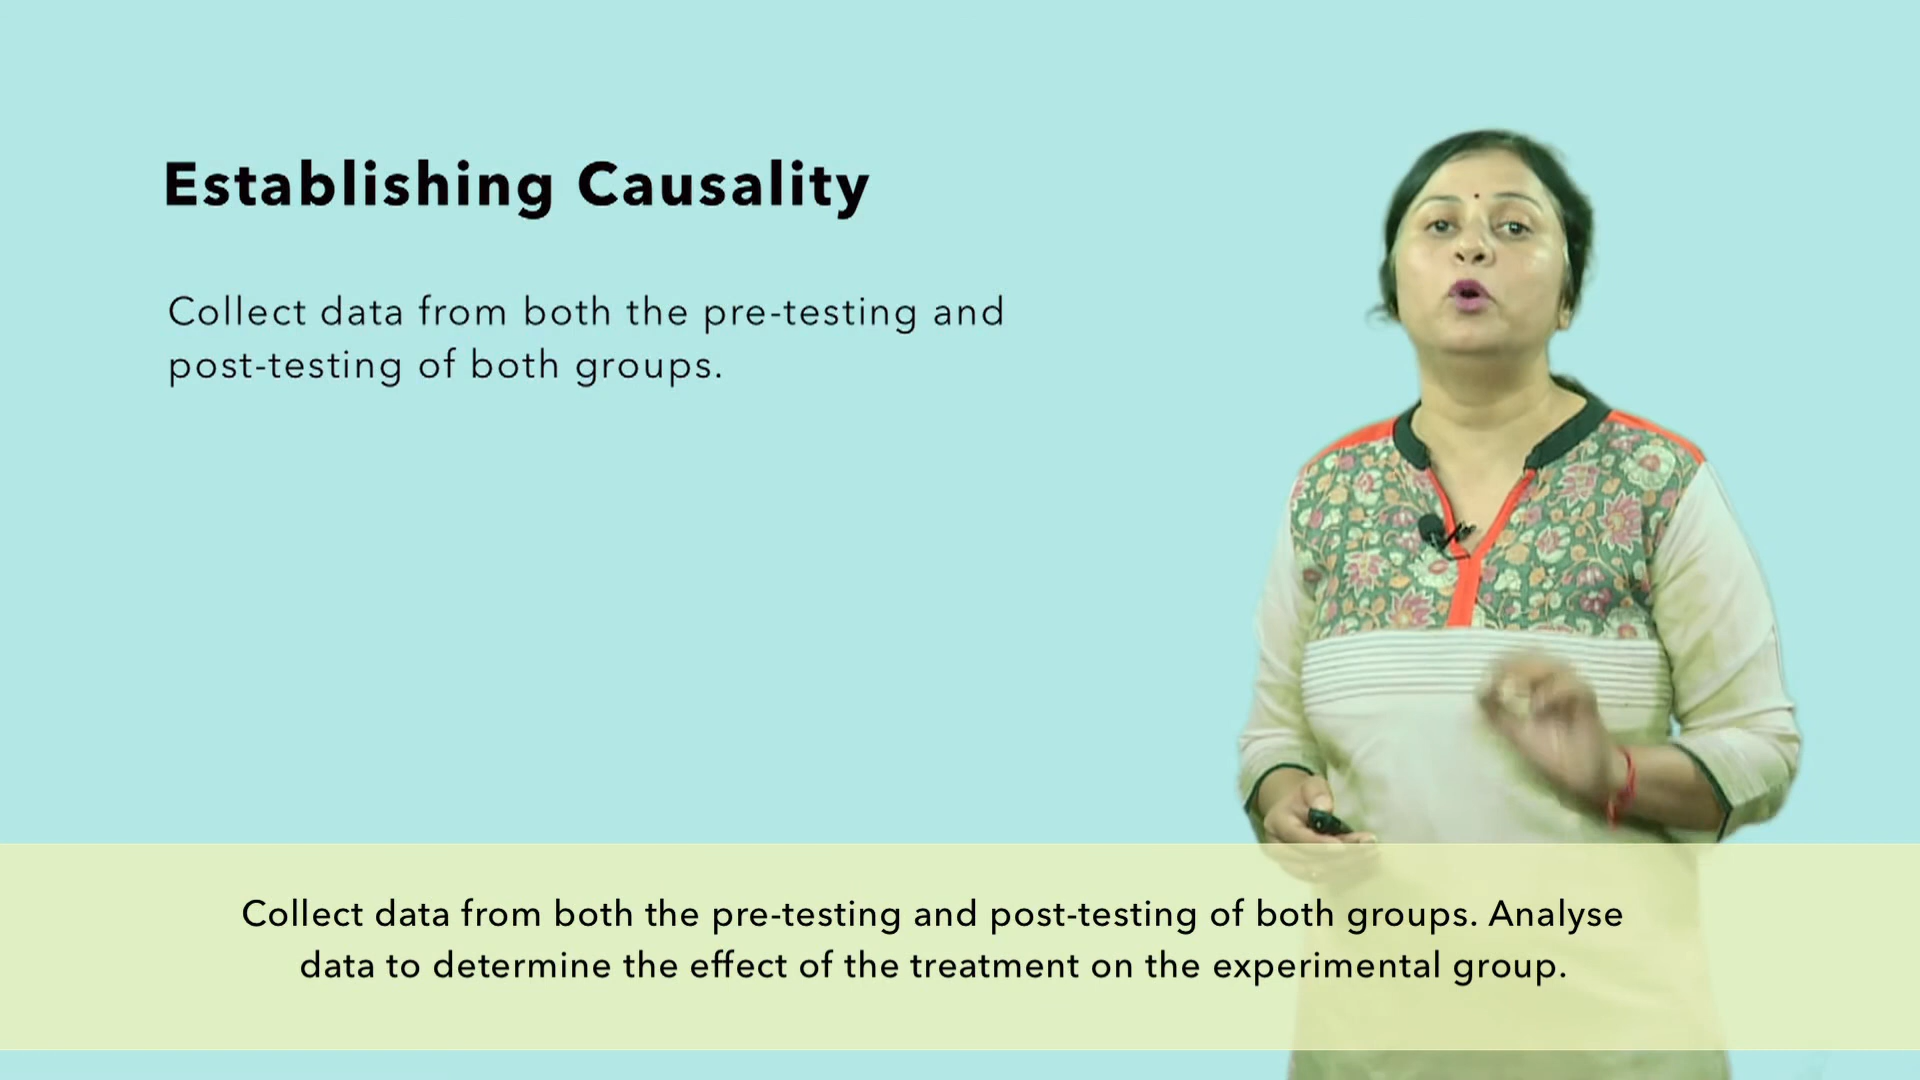 Establishing Causality
Collect data from both the pre-testing and
post-testing of both groups.
Collect data from both the pre-testing and post-testing of both groups. Analyse
data to determine the effect of the treatment on the experimental group.